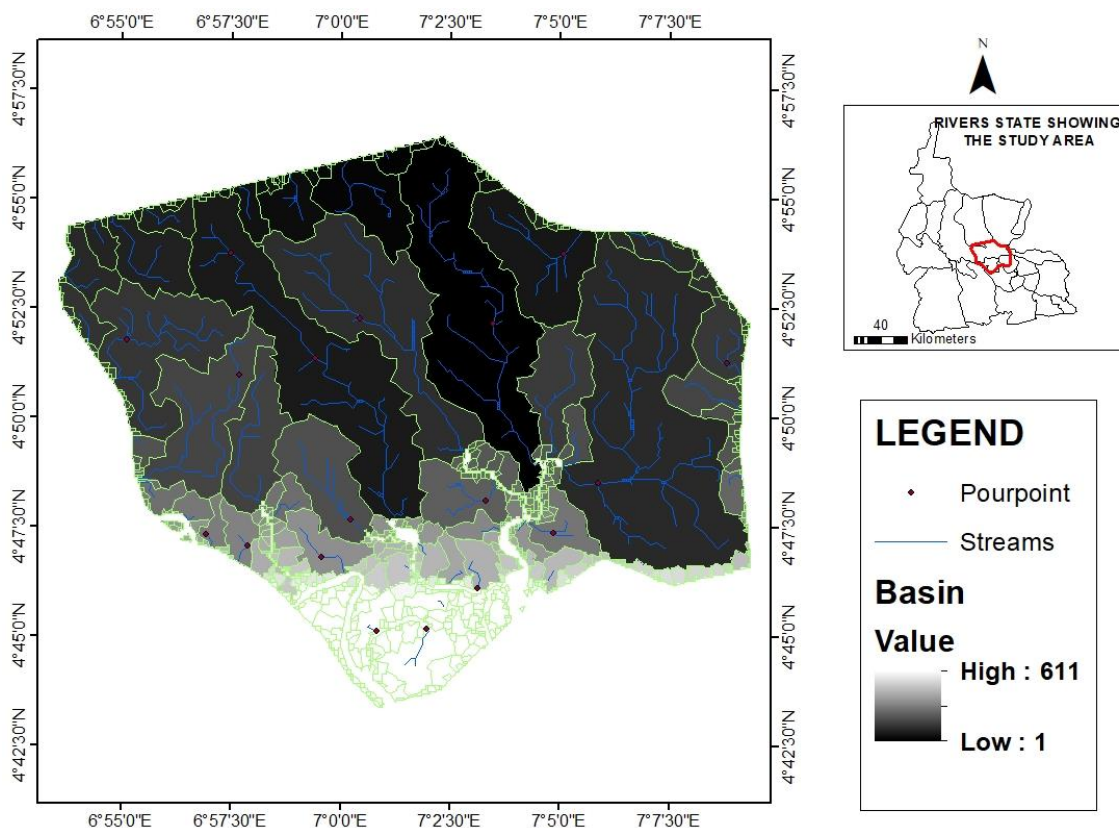 6°55'0"E 6°57'30"E 7°0'0"E 7°2'30"E 7°5'0"E 7°7'30"E
4°57'30"N 4°57'30"N
4°55'0"N 4°55'0"N
4°52'30"N 4°52'30"N
4°50'0"N 4°50'0"N
4°47'30"N 4°47'30"N
4°45'0"N 4°45'0"N
4°42'30"N 4°42'30"N
6°55'0"E 6°57'30"E 7°0'0"E 7°2'30"E 7°5'0"E 7°7'30"E
N
RIVERS STATE SHOWING
THE STUDY AREA
40
Kilometers
LEGEND
Pourpoint
Streams
Basin
Value
High : 611
Low : 1